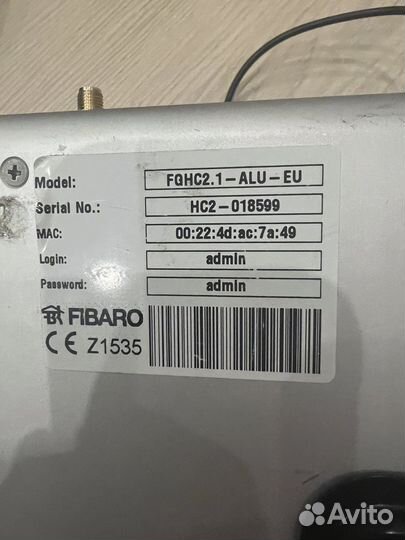 Model: FGHC2.1-ALU-EU
Serial No.: HC2-018599
MAC: 00:22:4d:ac:7a:49
Login: admin
Password: admin
FIBARO
CE Z1535
Avito